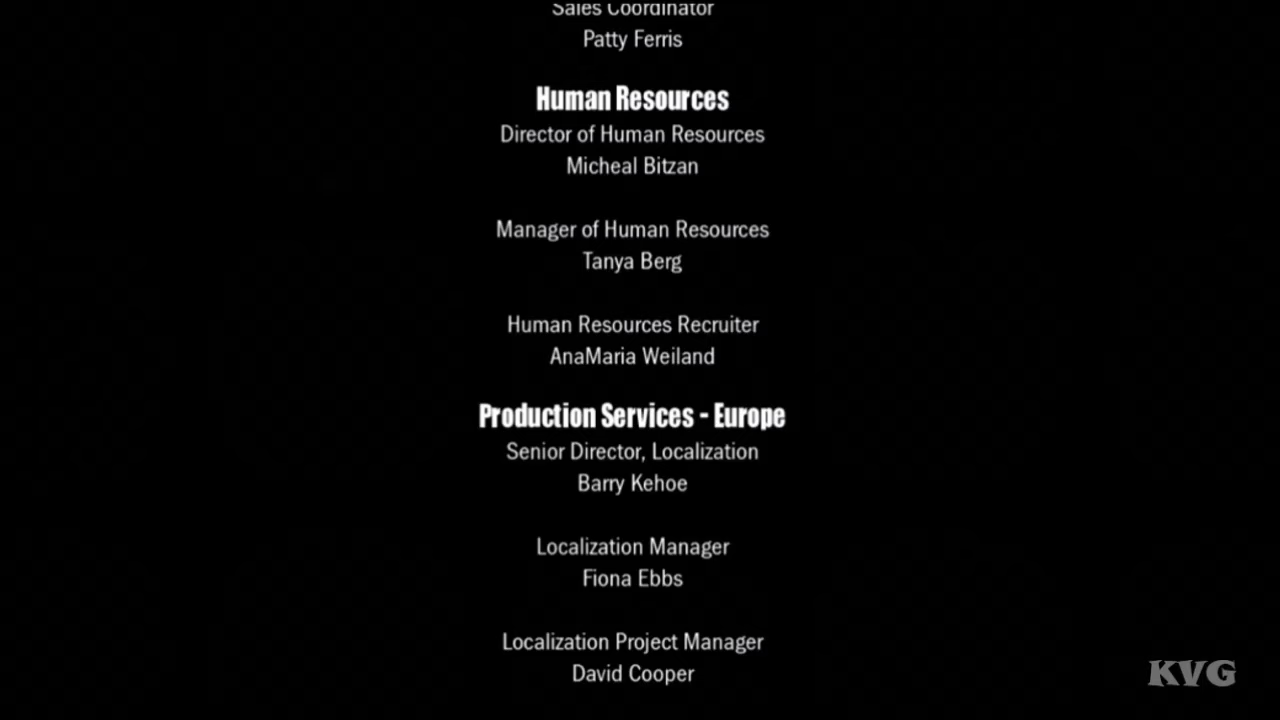 Sales Coordinator
Patty Ferris
Human Resources
Director of Human Resources
Micheal Bitzan
Manager of Human Resources
Tanya Berg
Human Resources Recruiter
AnaMaria Weiland
Production Services - Europe
Senior Director, Localization
Barry Kehoe
Localization Manager
Fiona Ebbs
Localization Project Manager
David Cooper
KVG